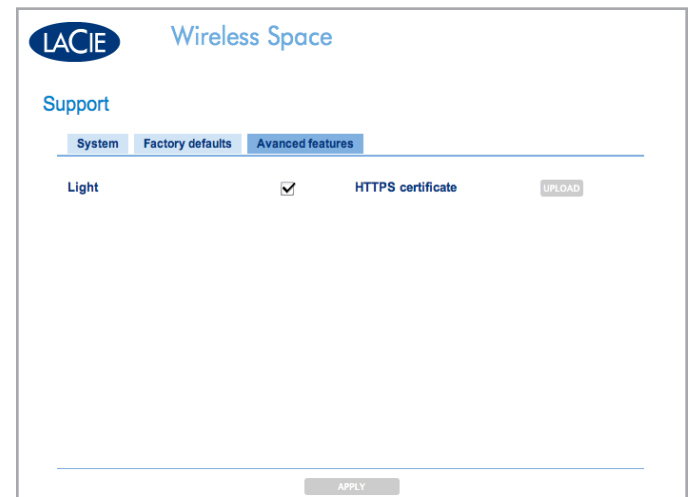 LACIE
Wireless Space
Support
System Factory defaults Avanced features
Light HTTPS certificate UPLOAD
APPLY